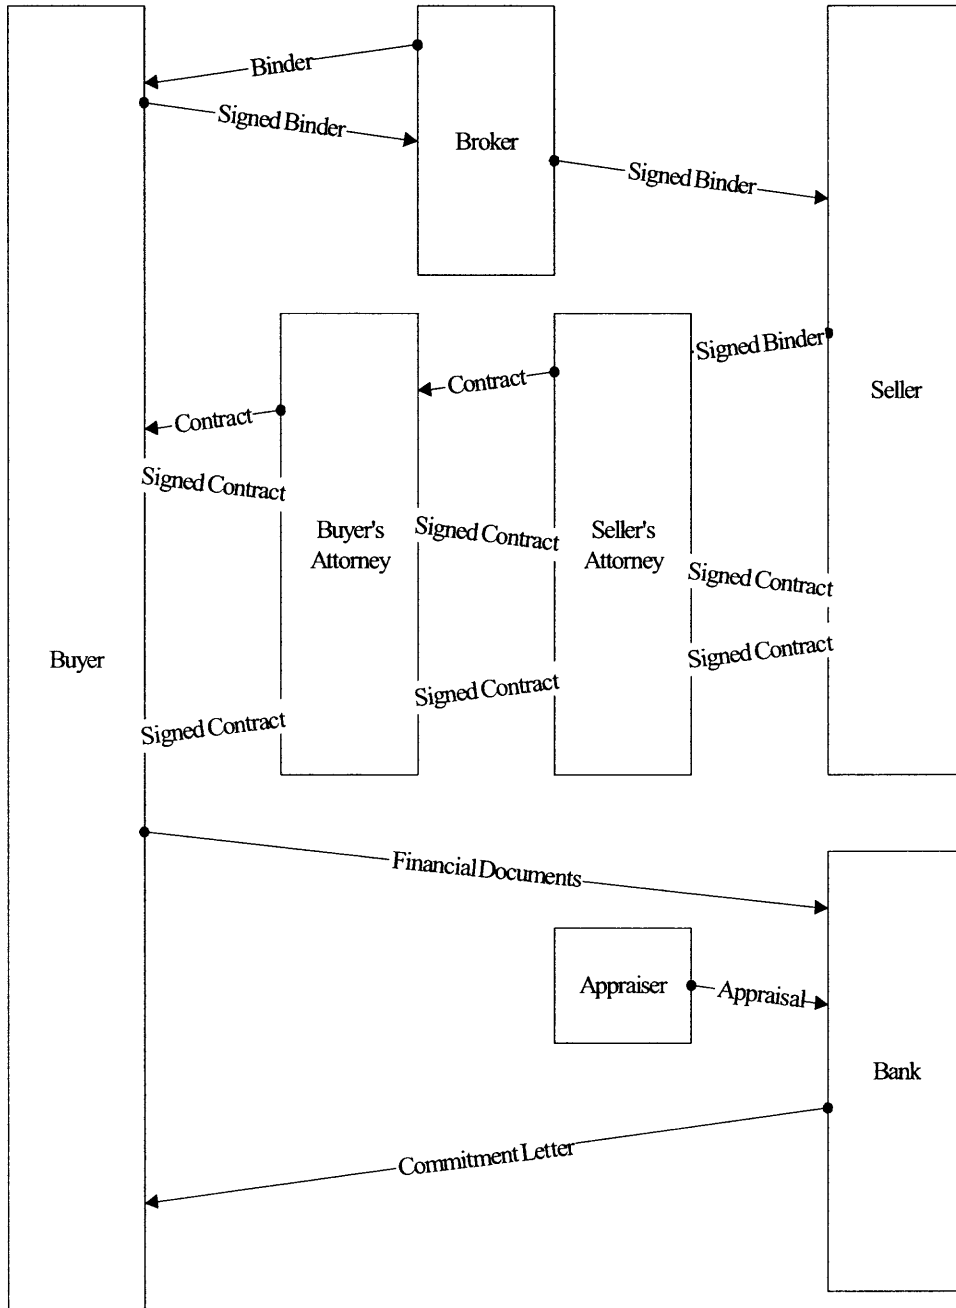 Binder
Signed Binder
Broker
Signed Binder
Signed Binder
Seller
Contract
Contract
Signed Contract
Buyer's
Attorney
Signed Contract
Seller's
Attorney
Signed Contract
Signed Contract
Buyer
Signed Contract
Signed Contract
Financial Documents
Appraiser
Appraisal
Bank
Commitment Letter